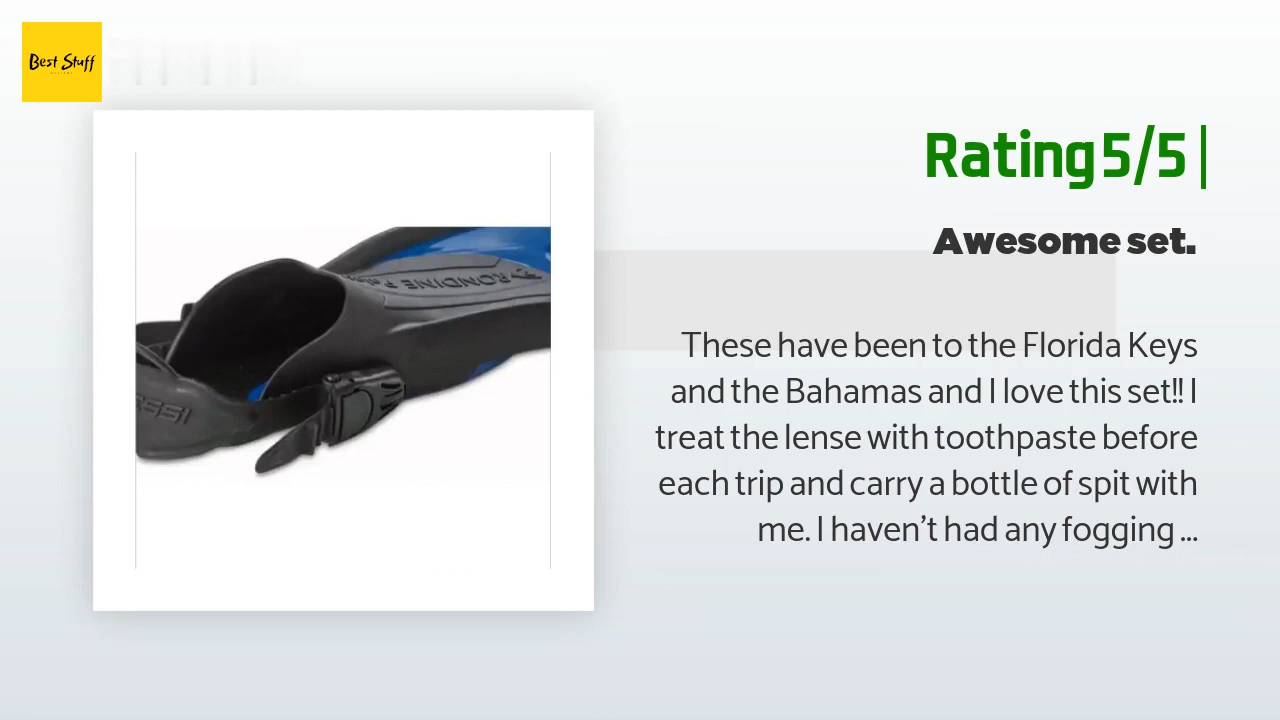 Best Stuff
Rating 5/5 |
Awesome set.
These have been to the Florida Keys
and the Bahamas and I love this set!! I
treat the lense with toothpaste before
each trip and carry a bottle of spit with
me. I haven’t had any fogging ...
RONDINE
SSI